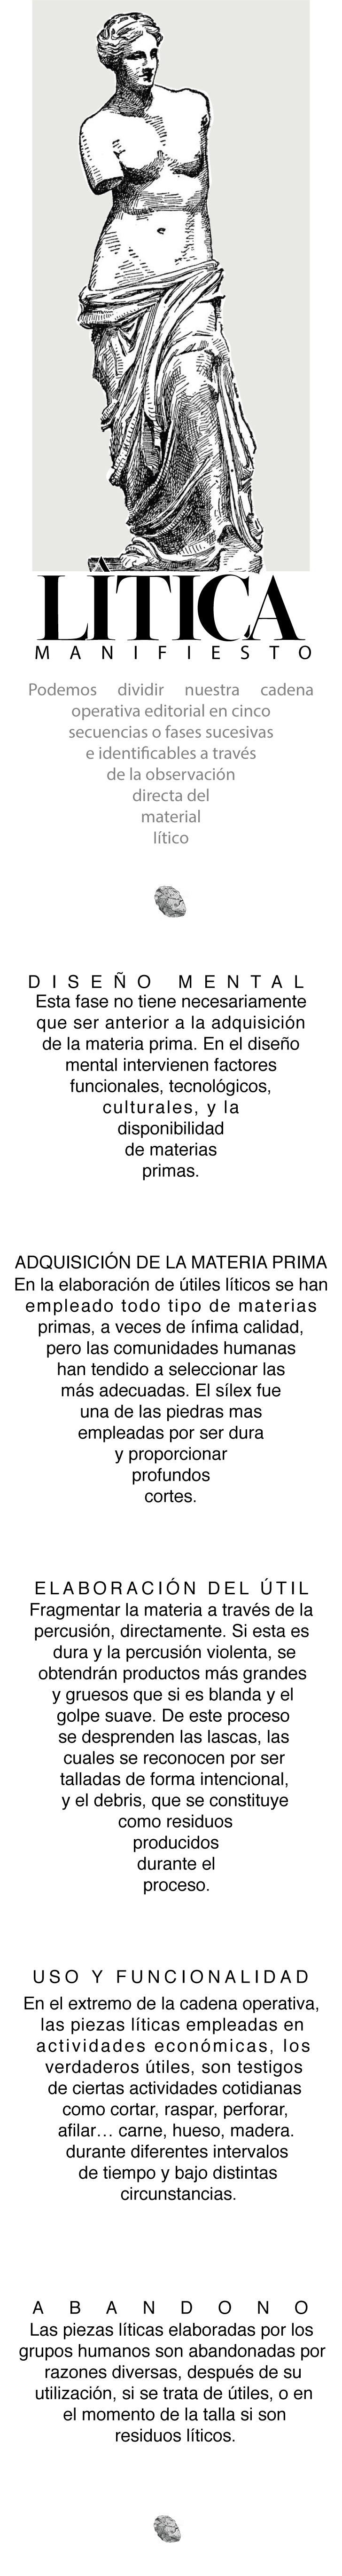 LÍTICA
MANIFIESTO
Podemos dividir nuestra cadena
operativa editorial en cinco
secuencias o fases sucesivas
e identificables a través
de la observación
directa del
material
lítico
DISEÑO MENTAL
Esta fase no tiene necesariamente
que ser anterior a la adquisición
de la materia prima. En el diseño
mental intervienen factores
funcionales, tecnológicos,
culturales, y la
disponibilidad
de materias
primas.
ADQUISICIÓN DE LA MATERIA PRIMA
En la elaboración de útiles líticos se han
empleado todo tipo de materias
primas, a veces de ínfima calidad,
pero las comunidades humanas
han tendido a seleccionar las
más adecuadas. El sílex fue
una de las piedras mas
empleadas por ser dura
y proporcionar
profundos
cortes.
ELABORACIÓN DEL ÚTIL
Fragmentar la materia a través de la
percusión, directamente. Si esta es
dura y la percusión violenta, se
obtendrán productos más grandes
y gruesos que si es blanda y el
golpe suave. De este proceso
se desprenden las lascas, las
cuales se reconocen por ser
talladas de forma intencional,
y el debris, que se constituye
como residuos
producidos
durante el
proceso.
USO Y FUNCIONALIDAD
En el extremo de la cadena operativa,
las piezas líticas empleadas en
actividades económicas, los
verdaderos útiles, son testigos
de ciertas actividades cotidianas
como cortar, raspar, perforar,
afilar… carne, hueso, madera.
durante diferentes intervalos
de tiempo y bajo distintas
circunstancias.
ABANDONO
Las piezas líticas elaboradas por los
grupos humanos son abandonadas por
razones diversas, después de su
utilización, si se trata de útiles, o en
el momento de la talla si son
residuos líticos.